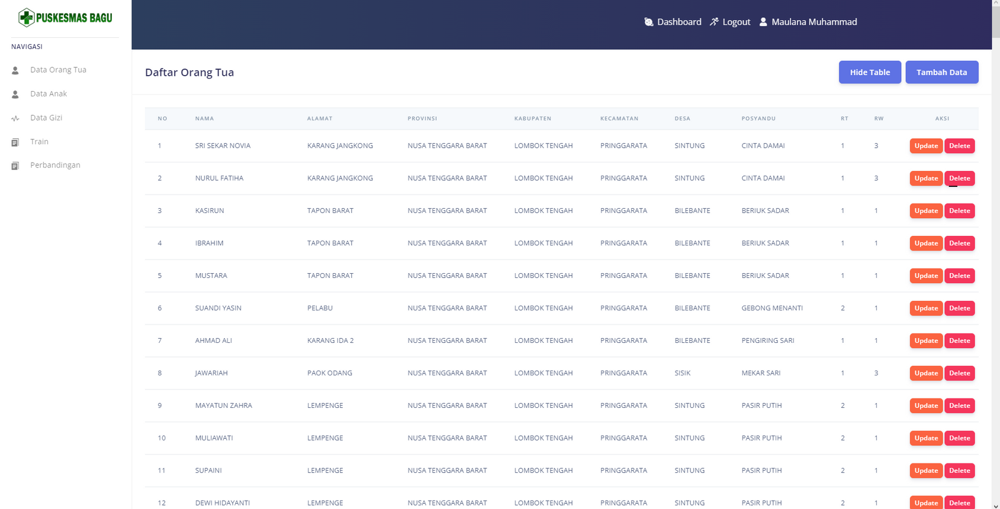 PUSKESMAS BAGU
Dashboard Logout Maulana Muhammad
NAVIGASI
Data Orang Tua
Data Anak
Data Gizi
Train
Perbandingan
Daftar Orang Tua
Hide Table Tambah Data
NO NAMA ALAMAT PROVINSI KABUPATEN KECAMATAN DESA POSYANDU RT RW AKSI
1 SRI SEKAR NOVIA KARANG JANGKONG NUSA TENGGARA BARAT LOMBOK TENGAH PRINGGARATA SINTUNG CINTA DAMAI 1 3 Update Delete
2 NURUL FATIHA KARANG JANGKONG NUSA TENGGARA BARAT LOMBOK TENGAH PRINGGARATA SINTUNG CINTA DAMAI 1 3 Update Delete
3 KASIRUN TAPON BARAT NUSA TENGGARA BARAT LOMBOK TENGAH PRINGGARATA BILEBANTE BERIUK SADAR 1 1 Update Delete
4 IBRAHIM TAPON BARAT NUSA TENGGARA BARAT LOMBOK TENGAH PRINGGARATA BILEBANTE BERIUK SADAR 1 1 Update Delete
5 MUSTARA TAPON BARAT NUSA TENGGARA BARAT LOMBOK TENGAH PRINGGARATA BILEBANTE BERIUK SADAR 1 1 Update Delete
6 SUANDI YASIN PELABU NUSA TENGGARA BARAT LOMBOK TENGAH PRINGGARATA BILEBANTE GEBONG MENANTI 2 1 Update Delete
7 AHMAD ALI KARANG IDA 2 NUSA TENGGARA BARAT LOMBOK TENGAH PRINGGARATA BILEBANTE PENGIRING SARI 1 1 Update Delete
8 JAWARIAH PAOK ODANG NUSA TENGGARA BARAT LOMBOK TENGAH PRINGGARATA SISIK MEKAR SARI 1 3 Update Delete
9 MAYATUN ZAHRA LEMPENGE NUSA TENGGARA BARAT LOMBOK TENGAH PRINGGARATA SINTUNG PASIR PUTIH 2 1 Update Delete
10 MULIAWATI LEMPENGE NUSA TENGGARA BARAT LOMBOK TENGAH PRINGGARATA SINTUNG PASIR PUTIH 2 1 Update Delete
11 SUPAINI LEMPENGE NUSA TENGGARA BARAT LOMBOK TENGAH PRINGGARATA SINTUNG PASIR PUTIH 2 1 Update Delete
12 DEWI HIDAYANTI LEMPENGE NUSA TENGGARA BARAT LOMBOK TENGAH PRINGGARATA SINTUNG PASIR PUTIH 2 1 Update Delete